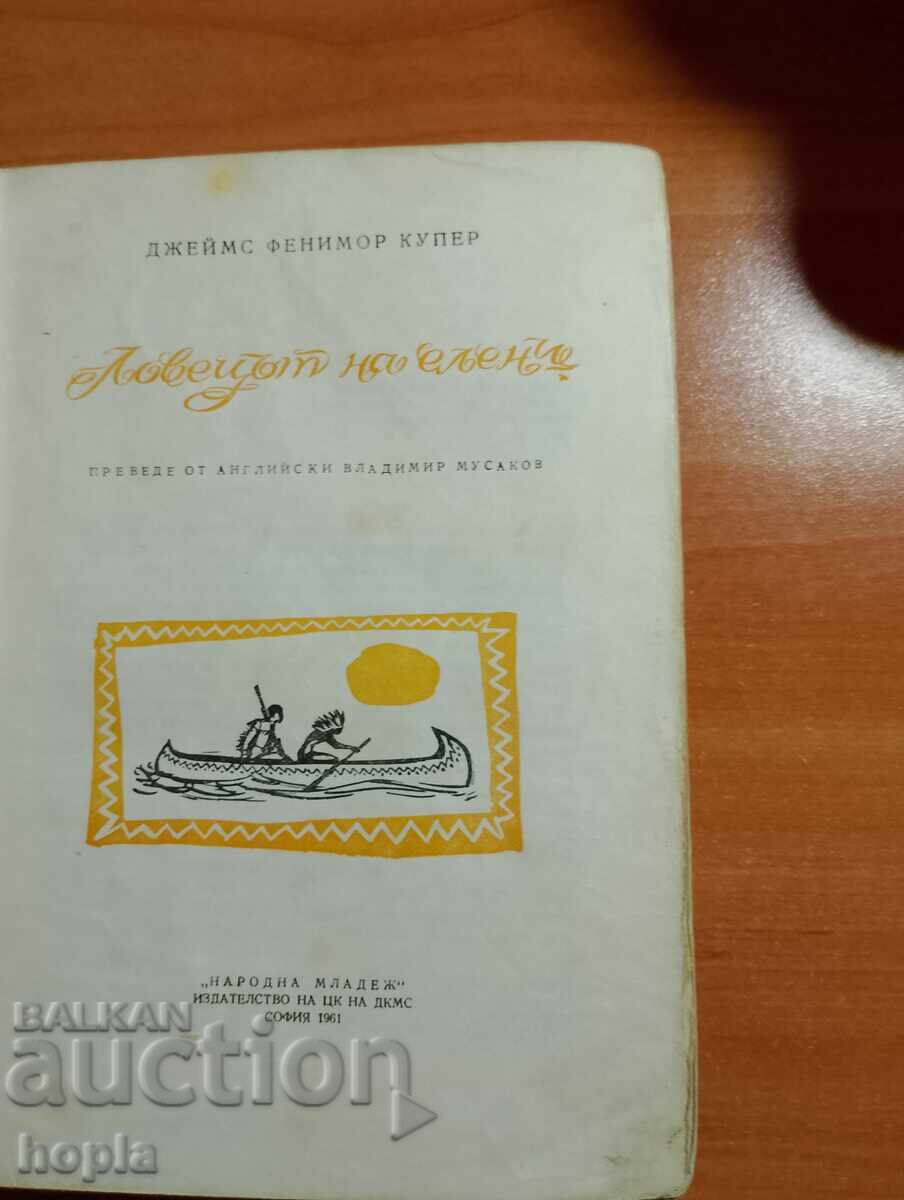 ДЖЕЙМС ФЕНИМОР КУПЕР
Ловецът на елени
ПРЕВЕДЕ ОТ АНГЛИЙСКИ ВЛАДИМИР МУСАКОВ
„НАРОДНА МЛАДЕЖ“
ИЗДАТЕЛСТВО НА ЦК НА ДКМС
СОФИЯ 1961
BALKAN
auction
hopla